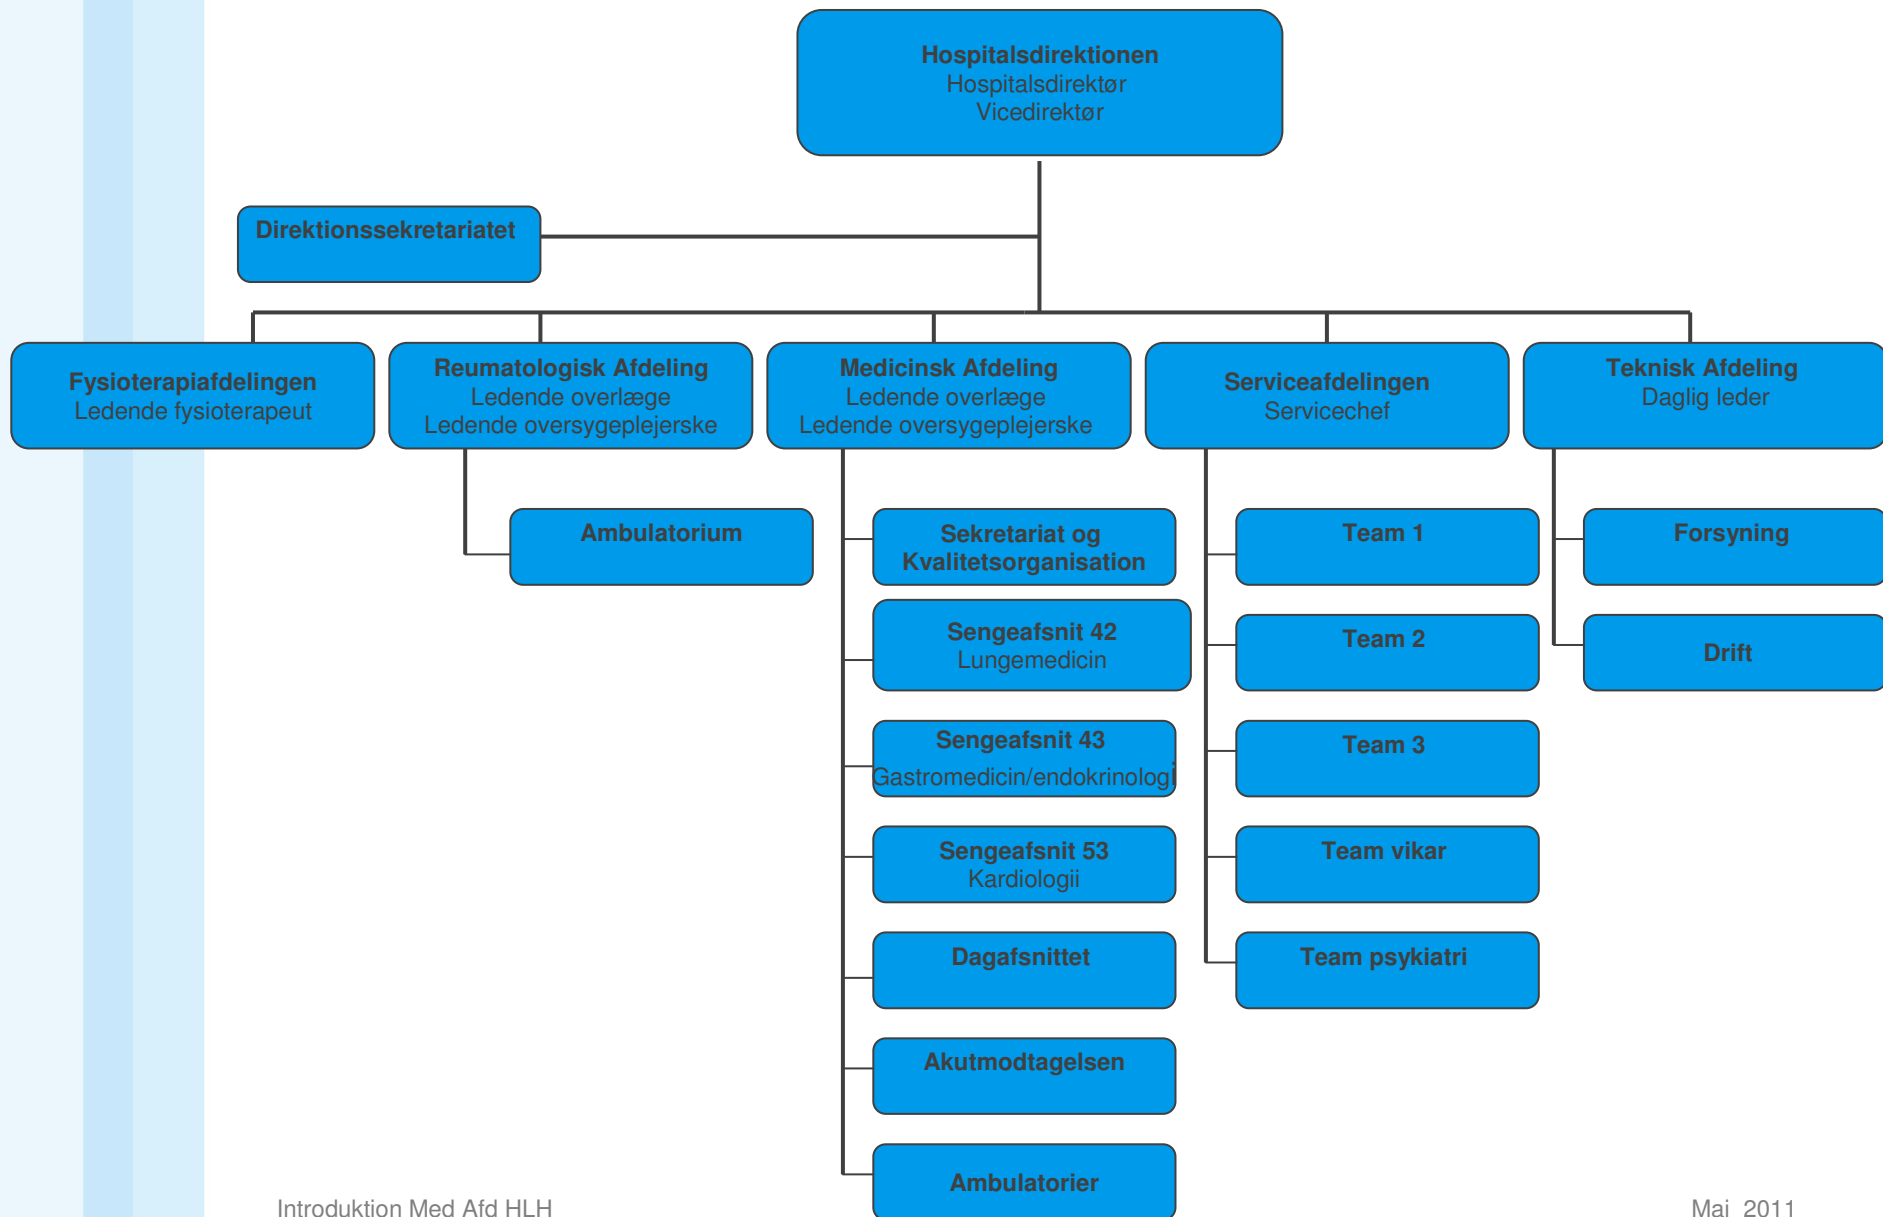 Hospitalsdirektionen
Hospitalsdirektør
Vicedirektør
Direktionssekretariatet
Fysioterapiafdelingen
Ledende fysioterapeut
Reumatologisk Afdeling
Ledende overlæge
Ledende oversygeplejerske
Medicinsk Afdeling
Ledende overlæge
Ledende oversygeplejerske
Serviceafdelingen
Servicechef
Teknisk Afdeling
Daglig leder
Ambulatorium
Sekretariat og
Kvalitetsorganisation
Sengeafsnit 42
Lungemedicin
Sengeafsnit 43
Gastromedicin/endokrinologi
Sengeafsnit 53
Kardiologii
Dagafsnittet
Akutmodtagelsen
Ambulatorier
Team 1
Team 2
Team 3
Team vikar
Team psykiatri
Forsyning
Drift
Introduktion Med Afd HLH
Maj 2011